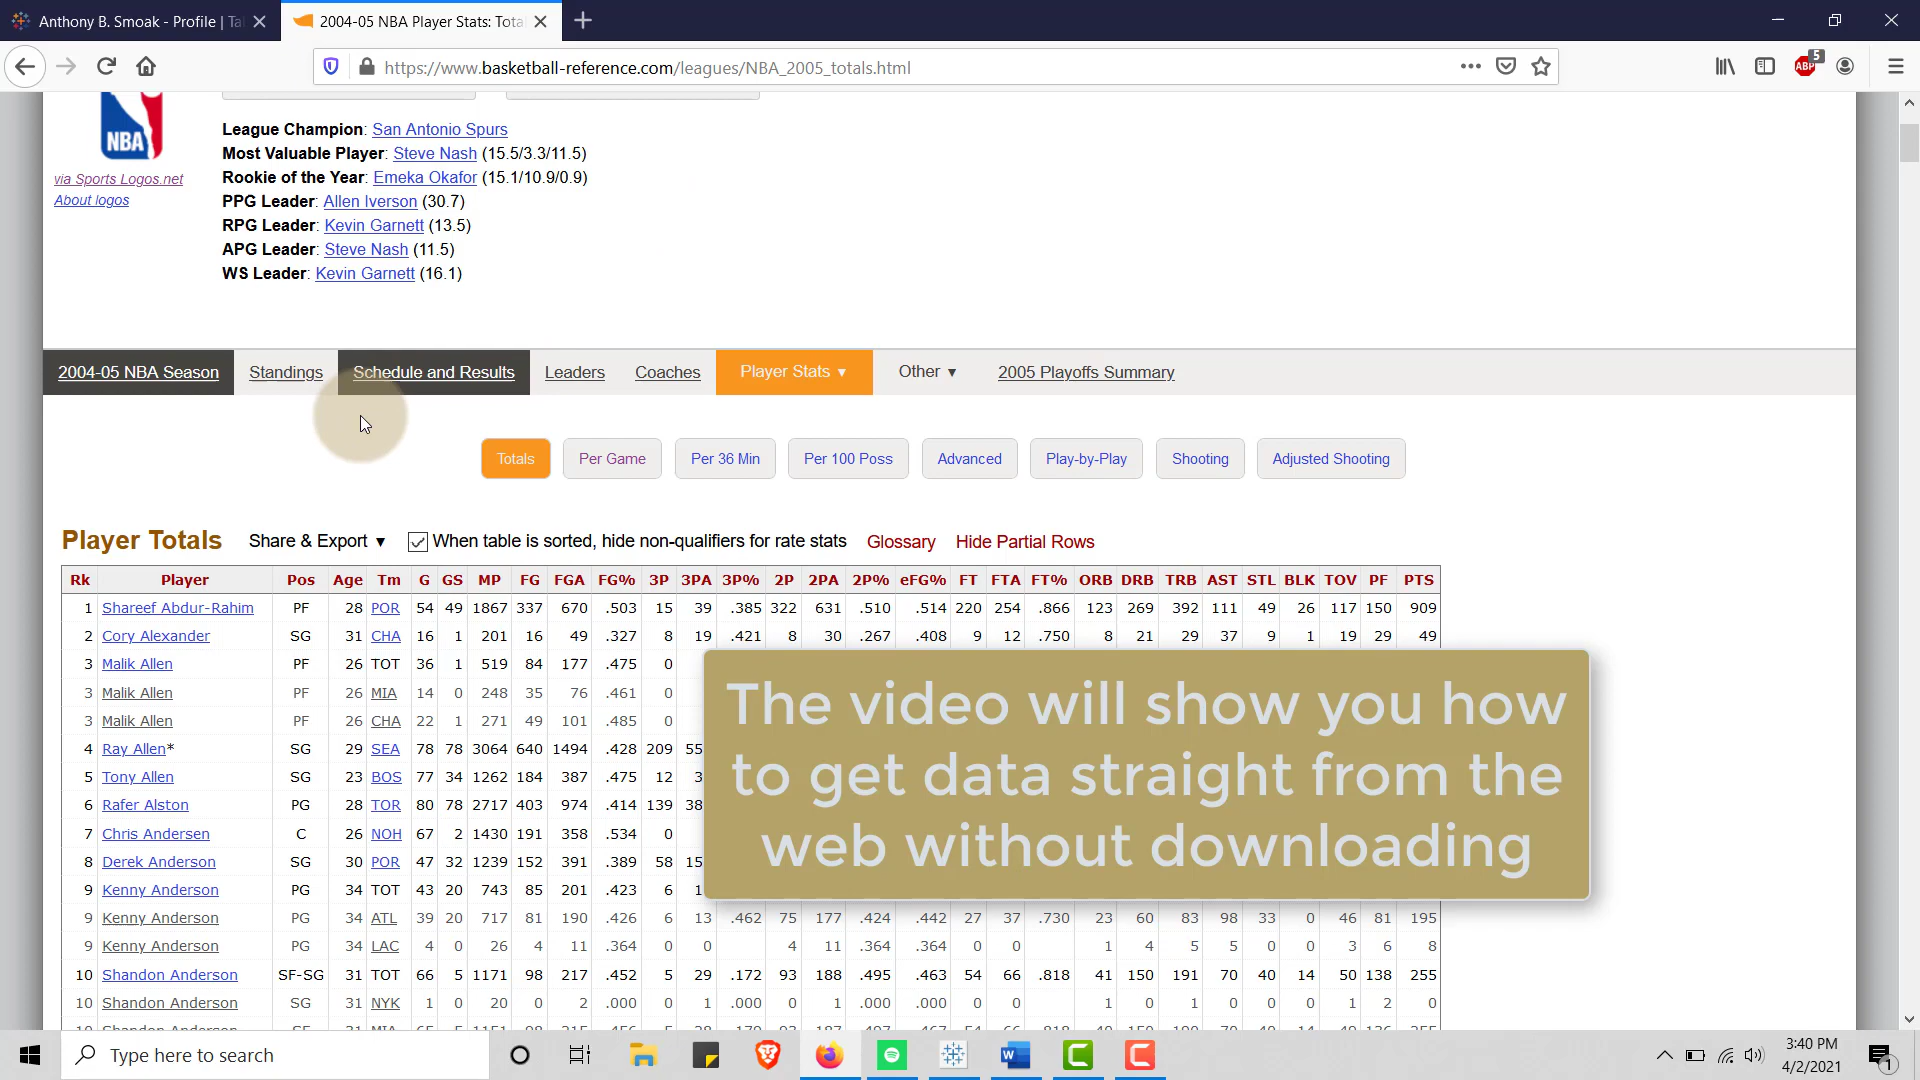 Anthony B. Smoak - Profile | Ta
2004-05 NBA Player Stats: Tota
https://www.basketball-reference.com/leagues/NBA_2005_totals.html
ABP
5
NBA
via Sports Logos.net
About logos
League Champion: San Antonio Spurs
Most Valuable Player: Steve Nash (15.5/3.3/11.5)
Rookie of the Year: Emeka Okafor (15.1/10.9/0.9)
PPG Leader: Allen Iverson (30.7)
RPG Leader: Kevin Garnett (13.5)
APG Leader: Steve Nash (11.5)
WS Leader: Kevin Garnett (16.1)
2004-05 NBA Season Standings Schedule and Results Leaders Coaches Player Stats ▼ Other ▼ 2005 Playoffs Summary
Totals Per Game Per 36 Min Per 100 Poss Advanced Play-by-Play Shooting Adjusted Shooting
Player Totals Share & Export ▼ When table is sorted, hide non-qualifiers for rate stats Glossary Hide Partial Rows
Rk Player Pos Age Tm G GS MP FG FGA FG% 3P 3PA 3P% 2P 2PA 2P% eFG% FT FTA FT% ORB DRB TRB AST STL BLK TOV PF PTS
1 Shareef Abdur-Rahim PF 28 POR 54 49 1867 337 670 .503 15 39 .385 322 631 .510 .514 220 254 .866 123 269 392 111 49 26 117 150 909
2 Cory Alexander SG 31 CHA 16 1 201 16 49 .327 8 19 .421 8 30 .267 .408 9 12 .750 8 21 29 37 9 1 19 29 49
3 Malik Allen PF 26 TOT 36 1 519 84 177 .475 0
3 Malik Allen PF 26 MIA 14 0 248 35 76 .461 0
3 Malik Allen PF 26 CHA 22 1 271 49 101 .485 0
4 Ray Allen* SG 29 SEA 78 78 3064 640 1494 .428 209 55
5 Tony Allen SG 23 BOS 77 34 1262 184 387 .475 12 3
6 Rafer Alston PG 28 TOR 80 78 2717 403 974 .414 139 38
7 Chris Andersen C 26 NOH 67 2 1430 191 358 .534 0
8 Derek Anderson SG 30 POR 47 32 1239 152 391 .389 58 15
9 Kenny Anderson PG 34 TOT 43 20 743 85 201 .423 6 1
9 Kenny Anderson PG 34 ATL 39 20 717 81 190 .426 6 13 .462 75 177 .424 .442 27 37 .730 23 60 83 98 33 0 46 81 195
9 Kenny Anderson PG 34 LAC 4 0 26 4 11 .364 0 0 4 11 .364 .364 0 0 1 4 5 5 0 0 3 6 8
10 Shandon Anderson SF-SG 31 TOT 66 5 1171 98 217 .452 5 29 .172 93 188 .495 .463 54 66 .818 41 150 191 70 40 14 50 138 255
10 Shandon Anderson SG 31 NYK 1 0 20 0 2 .000 0 1 .000 0 1 .000 .000 0 0 1 0 1 0 0 0 1 2 0
The video will show you how
to get data straight from the
web without downloading
Type here to search
3:40 PM
4/2/2021
1